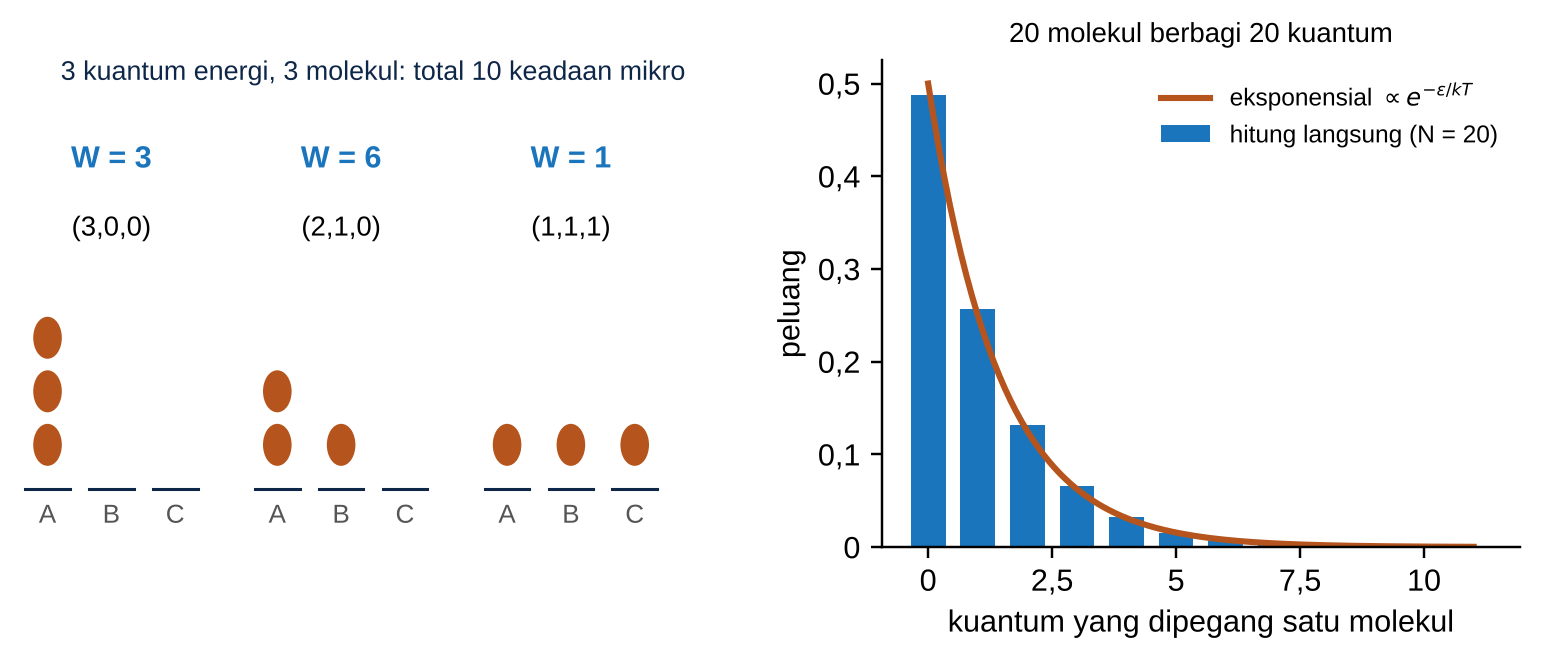 3 kuantum energi, 3 molekul: total 10 keadaan mikro
W = 3
W = 6
W = 1
(3,0,0)
(2,1,0)
(1,1,1)
A B C
A B C
A B C
20 molekul berbagi 20 kuantum
eksponensial ∝ e^{−ε/kT}
hitung langsung (N = 20)
peluang
0,5
0,4
0,3
0,2
0,1
0
0 2,5 5 7,5 10
kuantum yang dipegang satu molekul